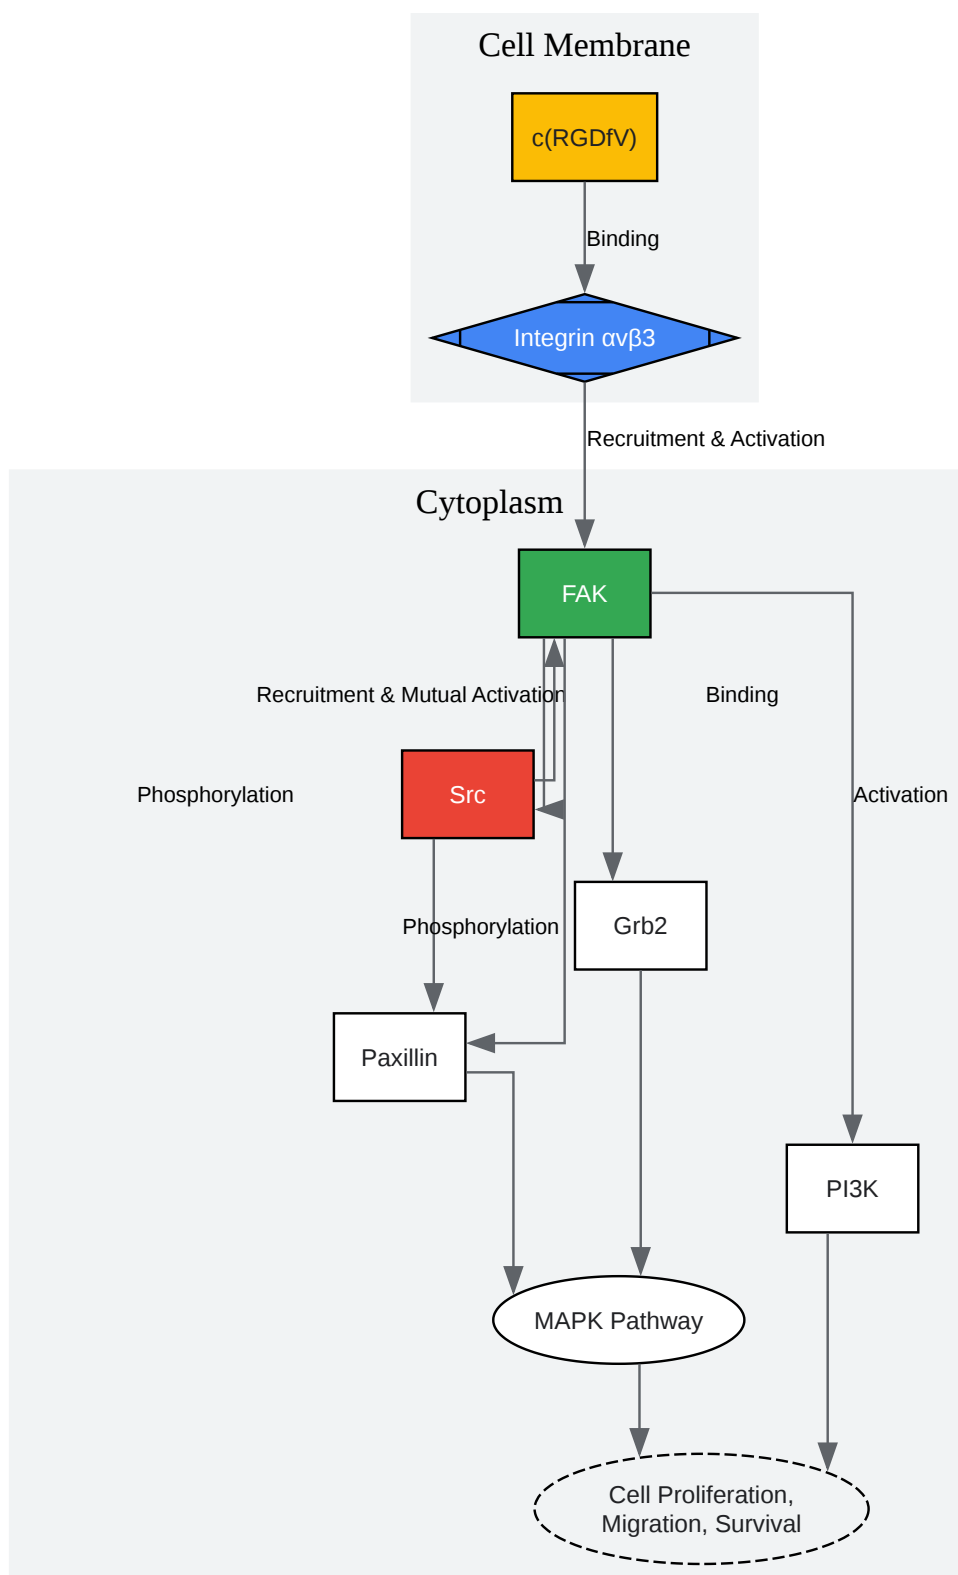 Cell Membrane
c(RGDfV)
Binding
Integrin αvβ3
Recruitment & Activation
Cytoplasm
FAK
Recruitment & Mutual Activation
Binding
Src
Phosphorylation
Activation
Phosphorylation
Grb2
Paxillin
PI3K
MAPK Pathway
Cell Proliferation,
Migration, Survival